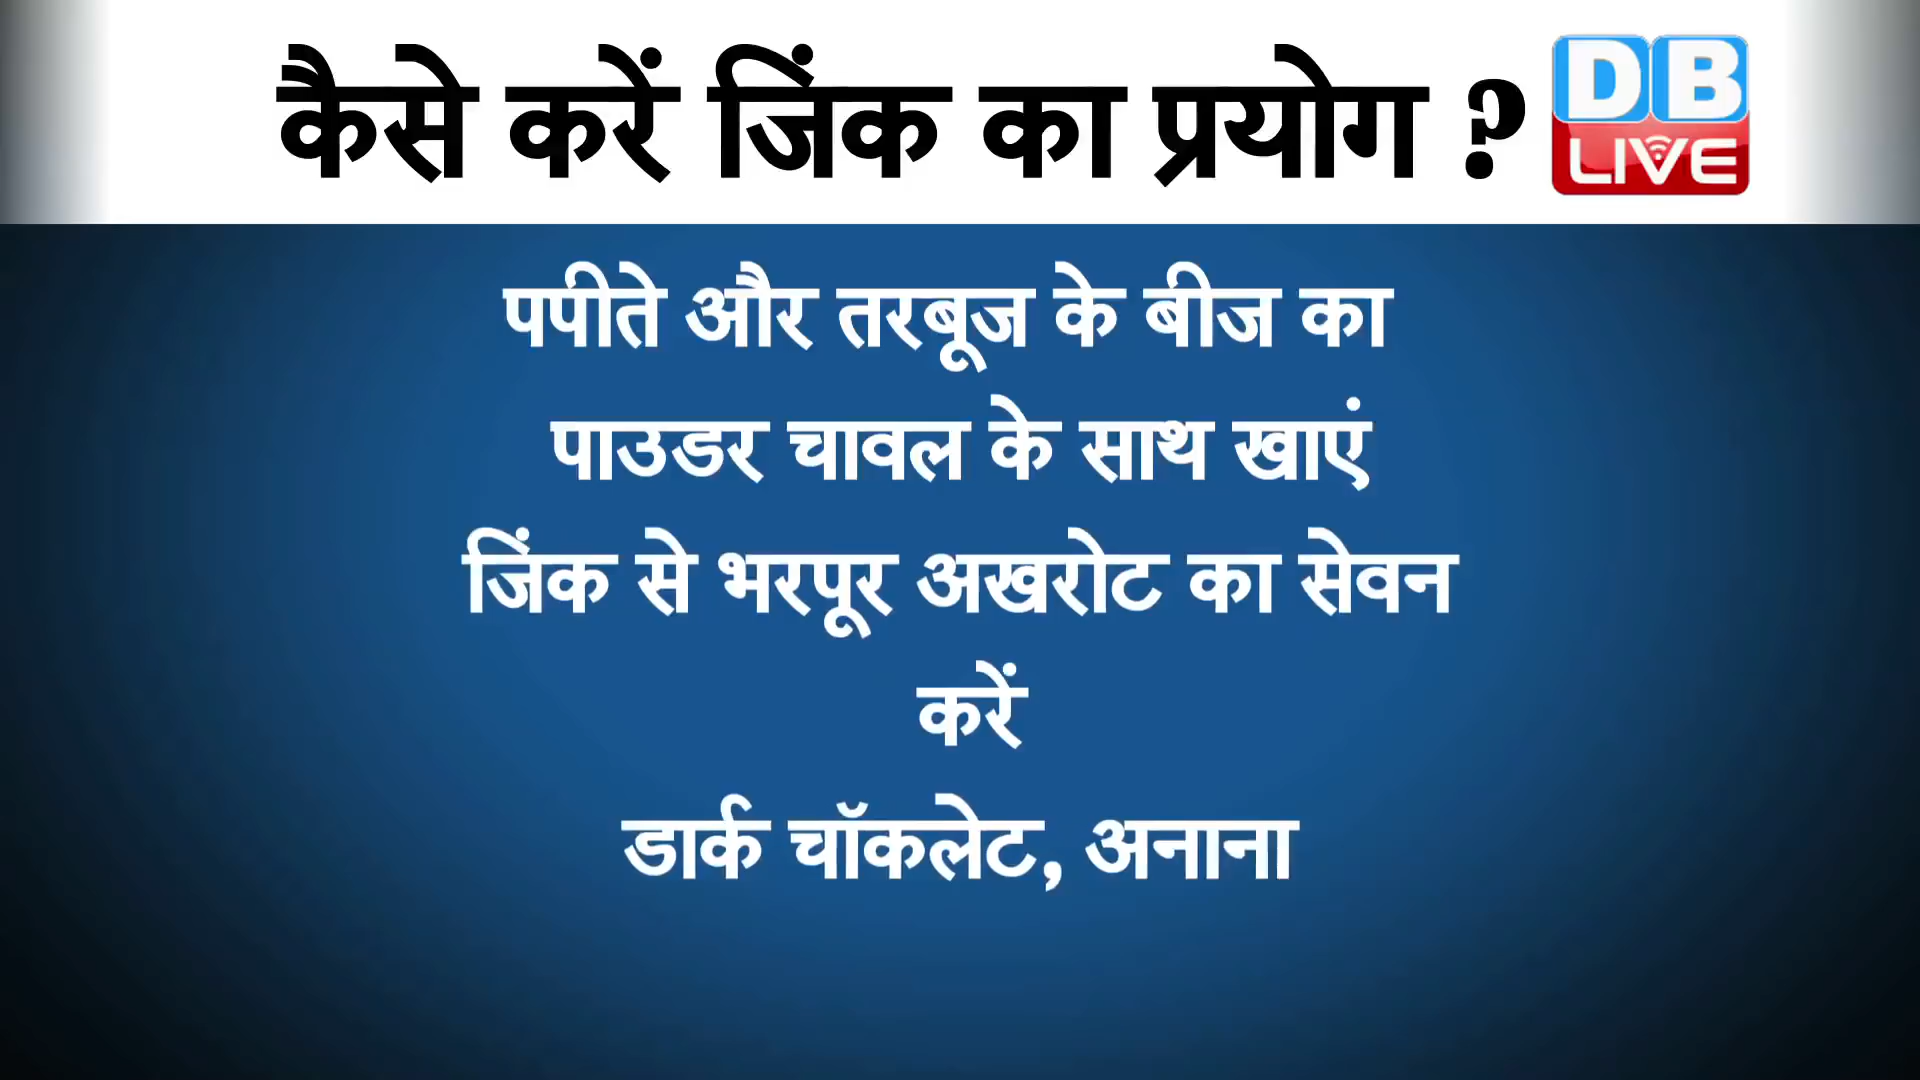 कैसे करें जिंक का प्रयोग ?
DB
LIVE
पपीते और तरबूज के बीज का
पाउडर चावल के साथ खाएं
जिंक से भरपूर अखरोट का सेवन
करें
डार्क चॉकलेट, अनाना